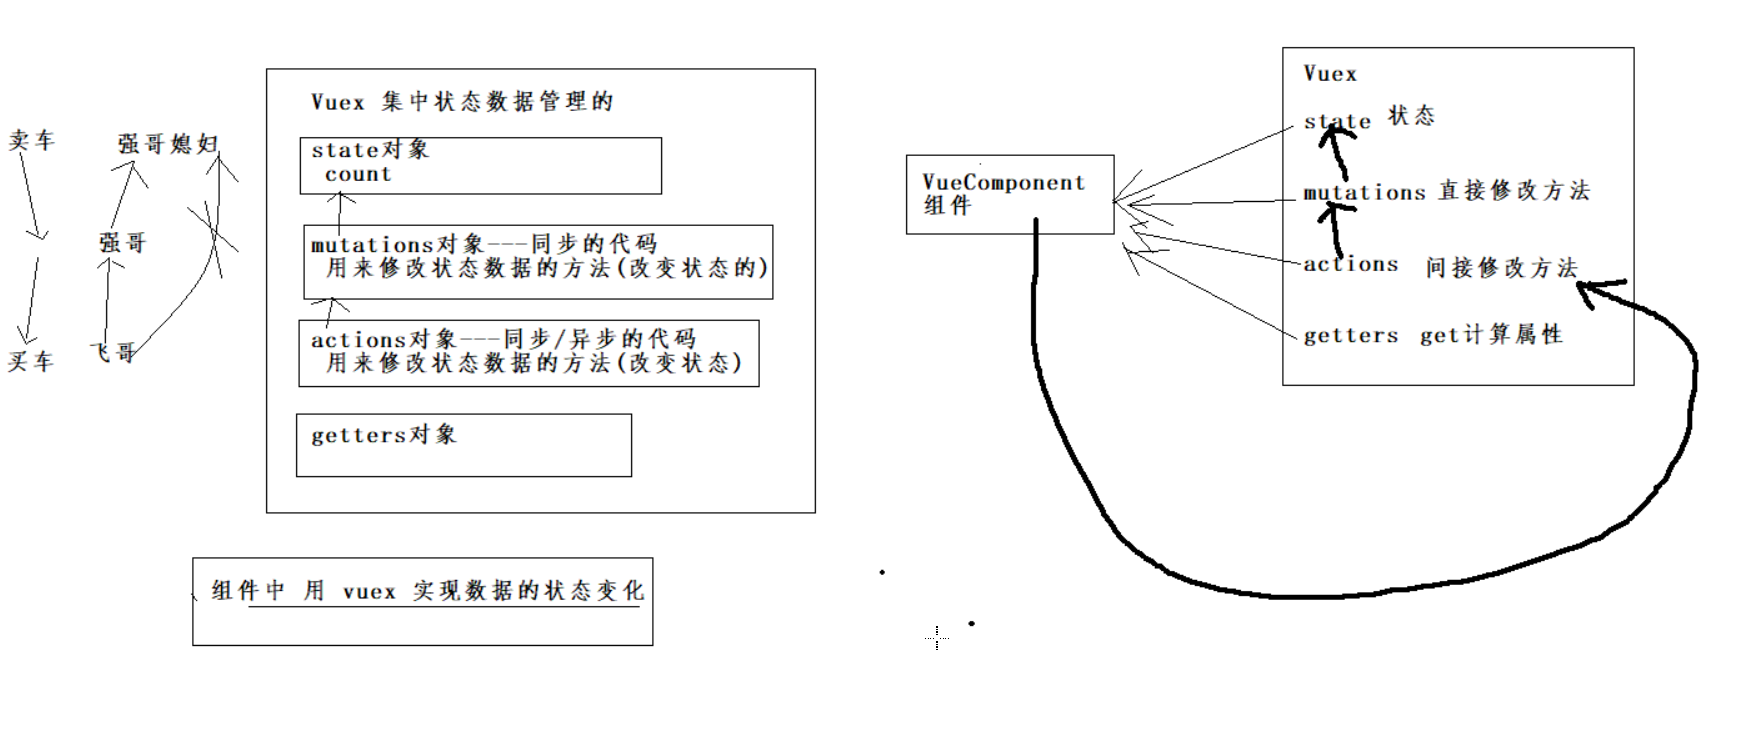 卖车
强哥媳妇
强哥
买车
飞哥
Vuex 集中状态数据管理的
state对象
count
mutations对象---同步的代码
用来修改状态数据的方法(改变状态的)
actions对象---同步/异步的代码
用来修改状态数据的方法(改变状态)
getters对象
组件中 用 vuex 实现数据的状态变化
VueComponent
组件
Vuex
state 状态
mutations 直接修改方法
actions 间接修改方法
getters get计算属性